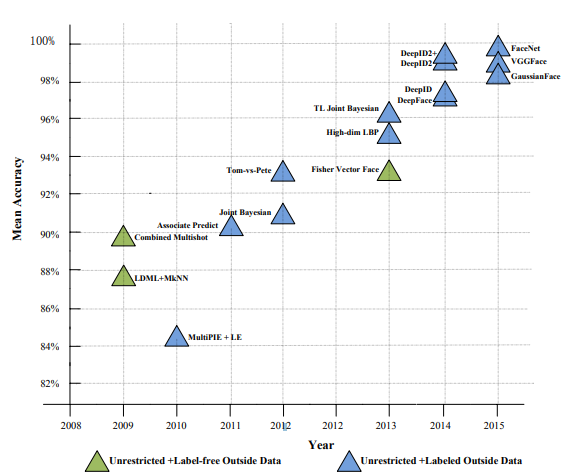 100%
98%
96%
94%
92%
90%
88%
86%
84%
82%
Mean Accuracy
DeepID2+
DeepID2
FaceNet
VGGFace
GaussianFace
DeepID
DeepFace
TL Joint Bayesian
High-dim LBP
Tom-vs-Pete
Fisher Vector Face
Joint Bayesian
Associate Predict
Combined Multishot
LDML+MkNN
MultiPIE + LE
2008 2009 2010 2011 2012 2012 2013 2014 2015
Year
Unrestricted +Label-free Outside Data
Unrestricted +Labeled Outside Data